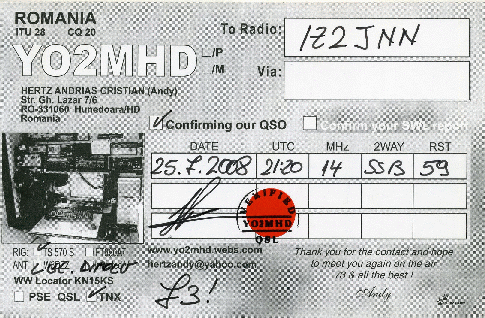 ROMANIA
ITU 28 CQ 20
YO2MHD
/P
/M
To Radio: IZ2JNN
Via:
HERTZ ANDRIAS CRISTIAN (Andy)
Str. Gh. Lazar 7/6
RO-331060 Hunedoara/HD
Romania
Confirming our QSO Confirm your SWL report
DATE UTC MHz 2WAY RST
25.7.2008 2120 14 SSB 59
VERIFIED
YO2MHD
QSL
RIG: TS 570 S
ANT
WW Locator KN15KS
PSE QSL TNX
www.yo2mhd.webs.com
hertzandy@yahoo.com
73!
Thank you for the contact and hope
to meet you again on the air
73 & all the best !
Andy